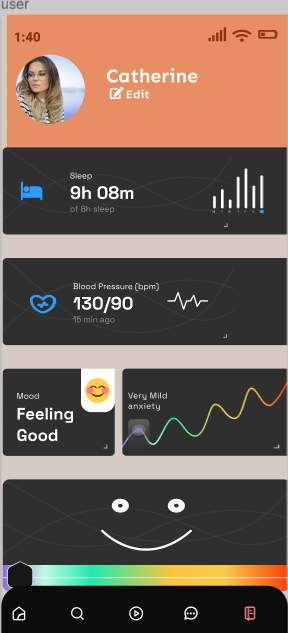 user
1:40
Catherine
Edit
Sleep
9h 08m
of 8h sleep
Blood Pressure (bpm)
130/90
15 min ago
Mood
Feeling
Good
Very Mild
anxiety